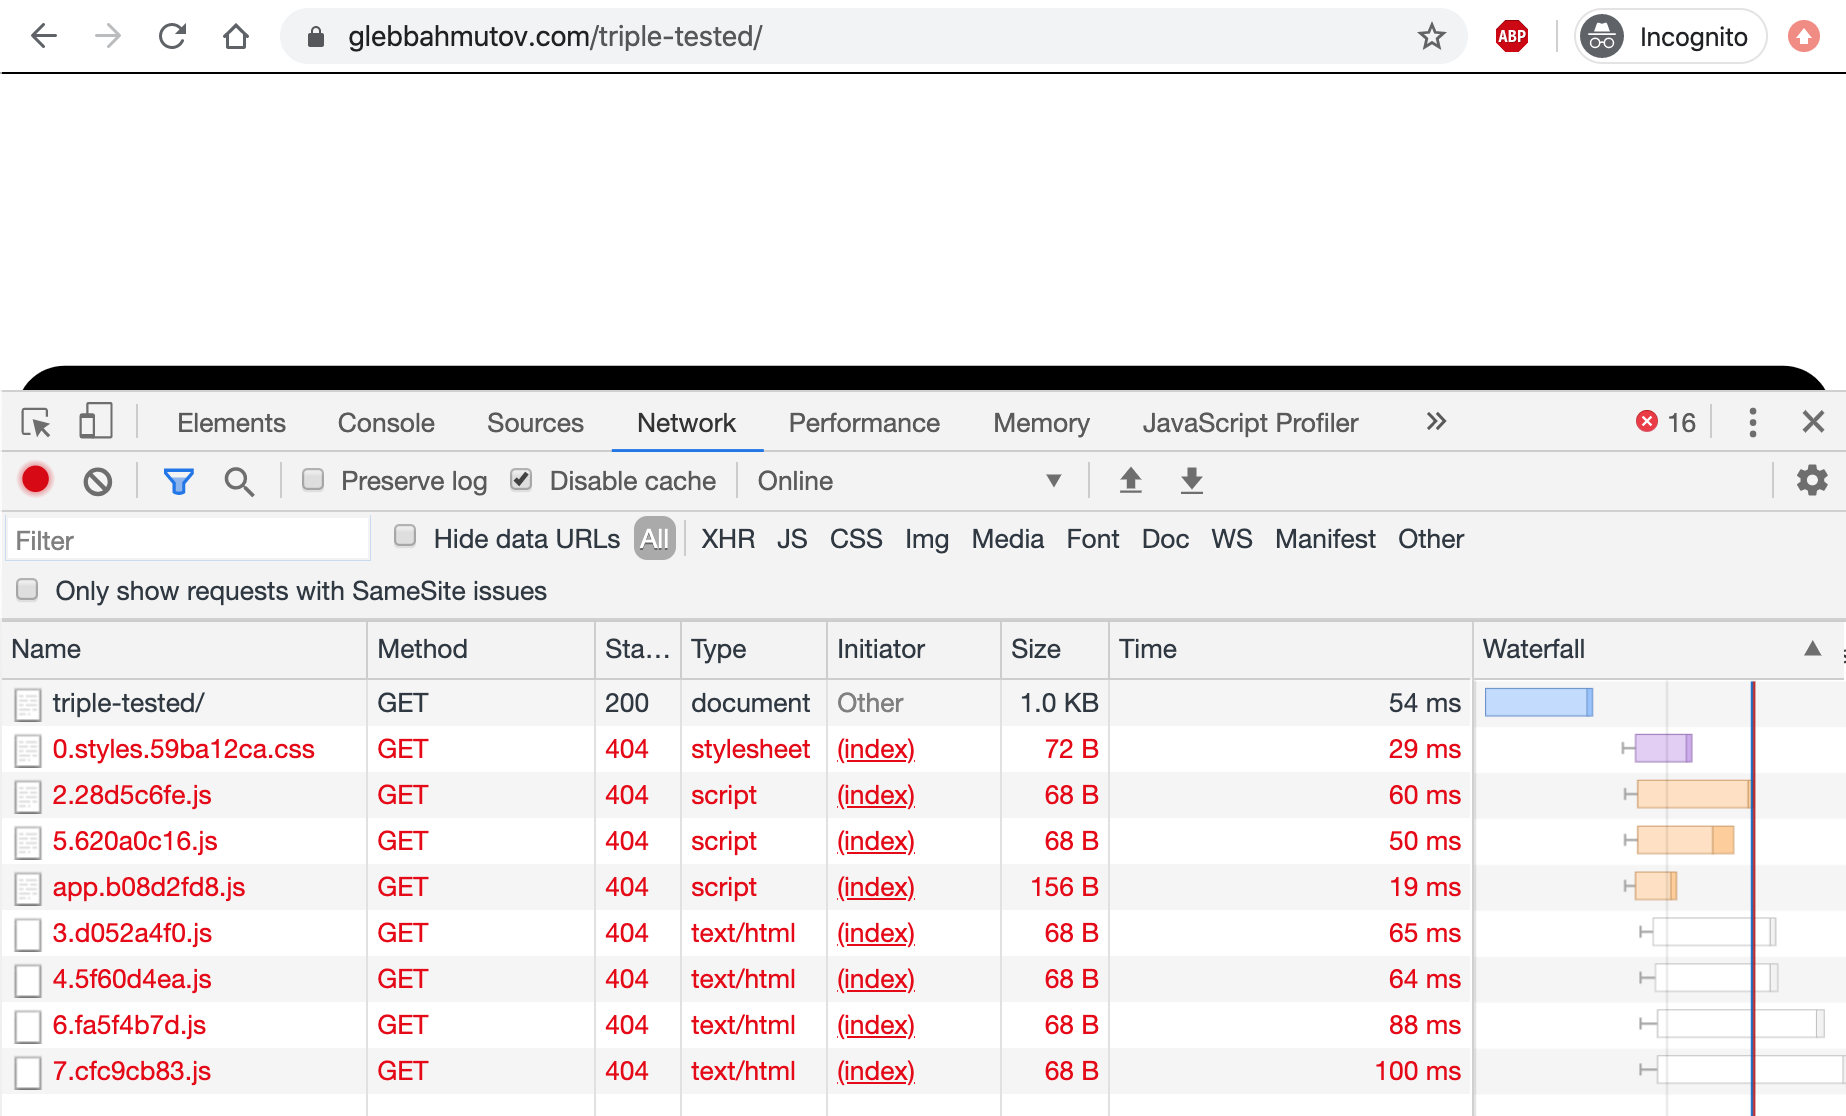 glebbahmutov.com/triple-tested/ ABP Incognito
Elements Console Sources Network Performance Memory JavaScript Profiler 16
Preserve log Disable cache Online
Filter Hide data URLs All XHR JS CSS Img Media Font Doc WS Manifest Other
Only show requests with SameSite issues
Name Method Sta... Type Initiator Size Time Waterfall
triple-tested/ GET 200 document Other 1.0 KB 54 ms
0.styles.59ba12ca.css GET 404 stylesheet (index) 72 B 29 ms
2.28d5c6fe.js GET 404 script (index) 68 B 60 ms
5.620a0c16.js GET 404 script (index) 68 B 50 ms
app.b08d2fd8.js GET 404 script (index) 156 B 19 ms
3.d052a4f0.js GET 404 text/html (index) 68 B 65 ms
4.5f60d4ea.js GET 404 text/html (index) 68 B 64 ms
6.fa5f4b7d.js GET 404 text/html (index) 68 B 88 ms
7.cfc9cb83.js GET 404 text/html (index) 68 B 100 ms